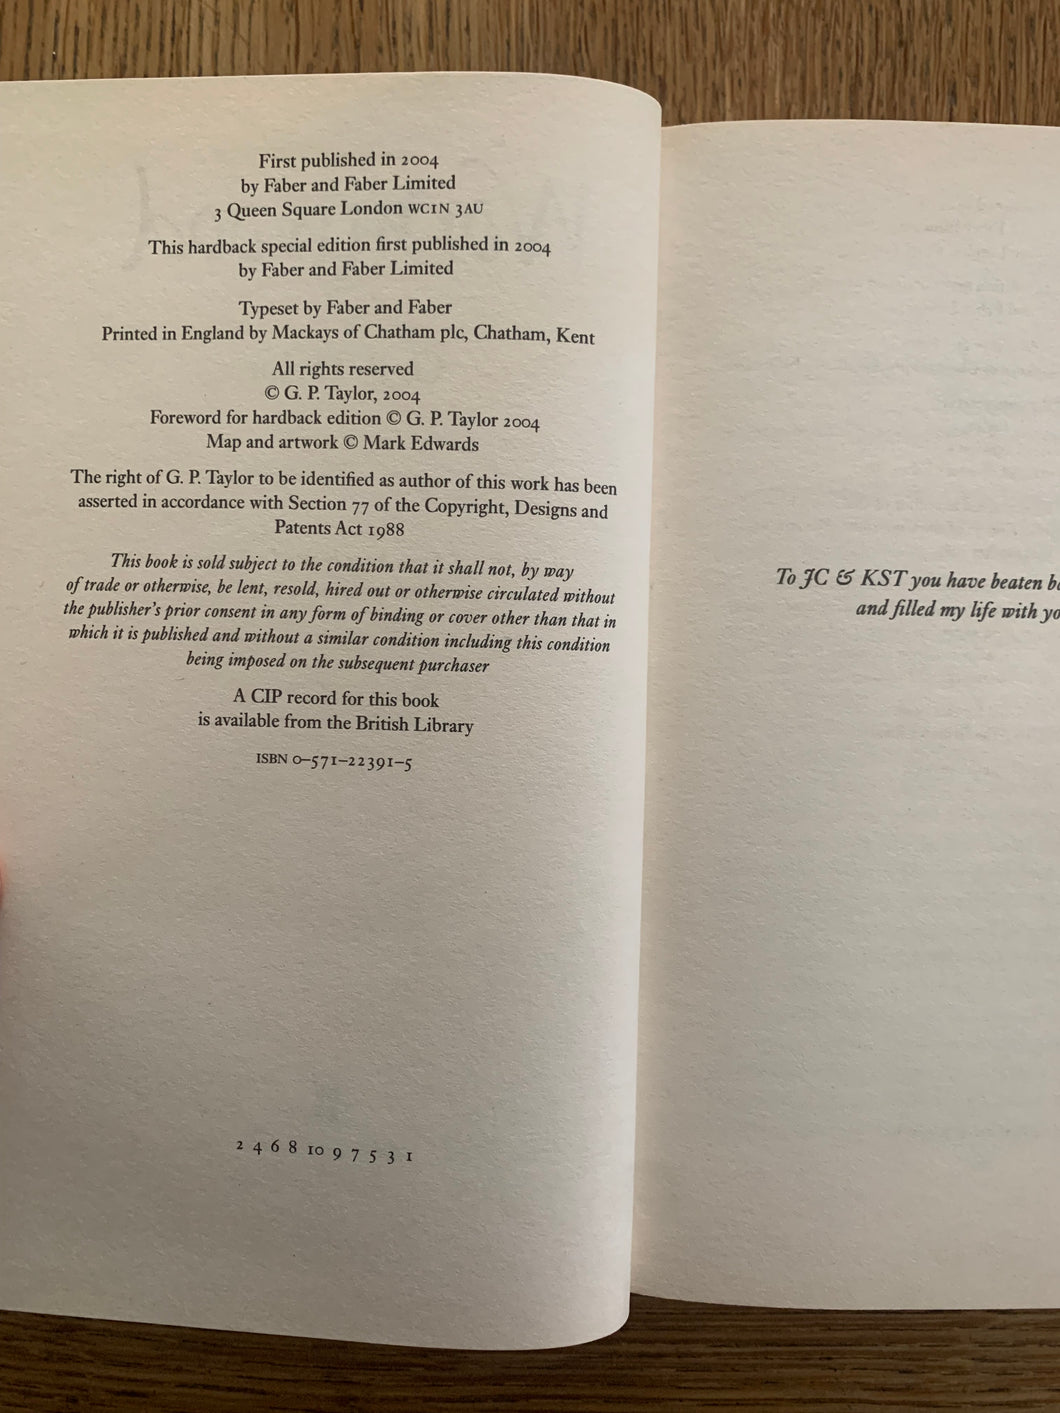 First published in 2004
by Faber and Faber Limited
3 Queen Square London WC1N 3AU
This hardback special edition first published in 2004
by Faber and Faber Limited
Typeset by Faber and Faber
Printed in England by Mackays of Chatham plc, Chatham, Kent
All rights reserved
© G. P. Taylor, 2004
Foreword for hardback edition © G. P. Taylor 2004
Map and artwork © Mark Edwards
The right of G. P. Taylor to be identified as author of this work has been
asserted in accordance with Section 77 of the Copyright, Designs and
Patents Act 1988
This book is sold subject to the condition that it shall not, by way
of trade or otherwise, be lent, resold, hired out or otherwise circulated without
the publisher's prior consent in any form of binding or cover other than that in
which it is published and without a similar condition including this condition
being imposed on the subsequent purchaser
A CIP record for this book
is available from the British Library
ISBN 0–571–22391–5
2 4 6 8 10 9 7 5 3 1
To JC & KST you have beaten
and filled my life with